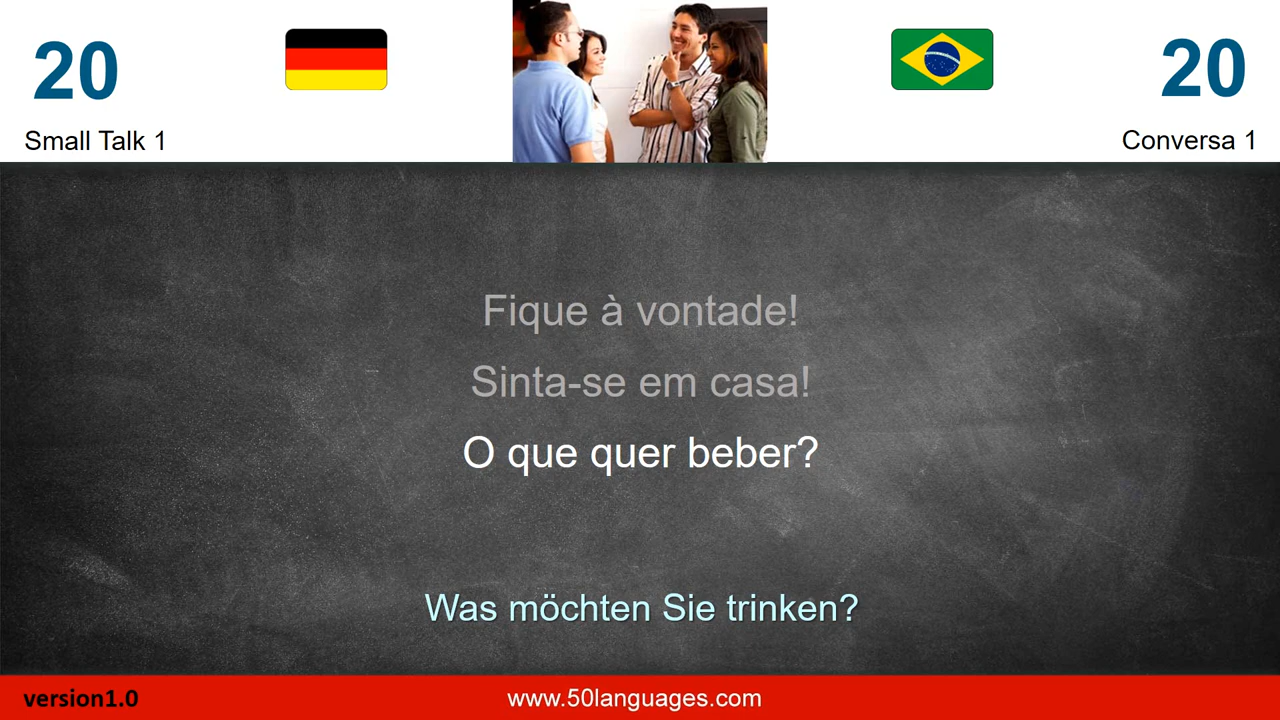 20
20
Small Talk 1
Conversa 1
Fique à vontade!
Sinta-se em casa!
O que quer beber?
Was möchten Sie trinken?
version1.0
www.50languages.com